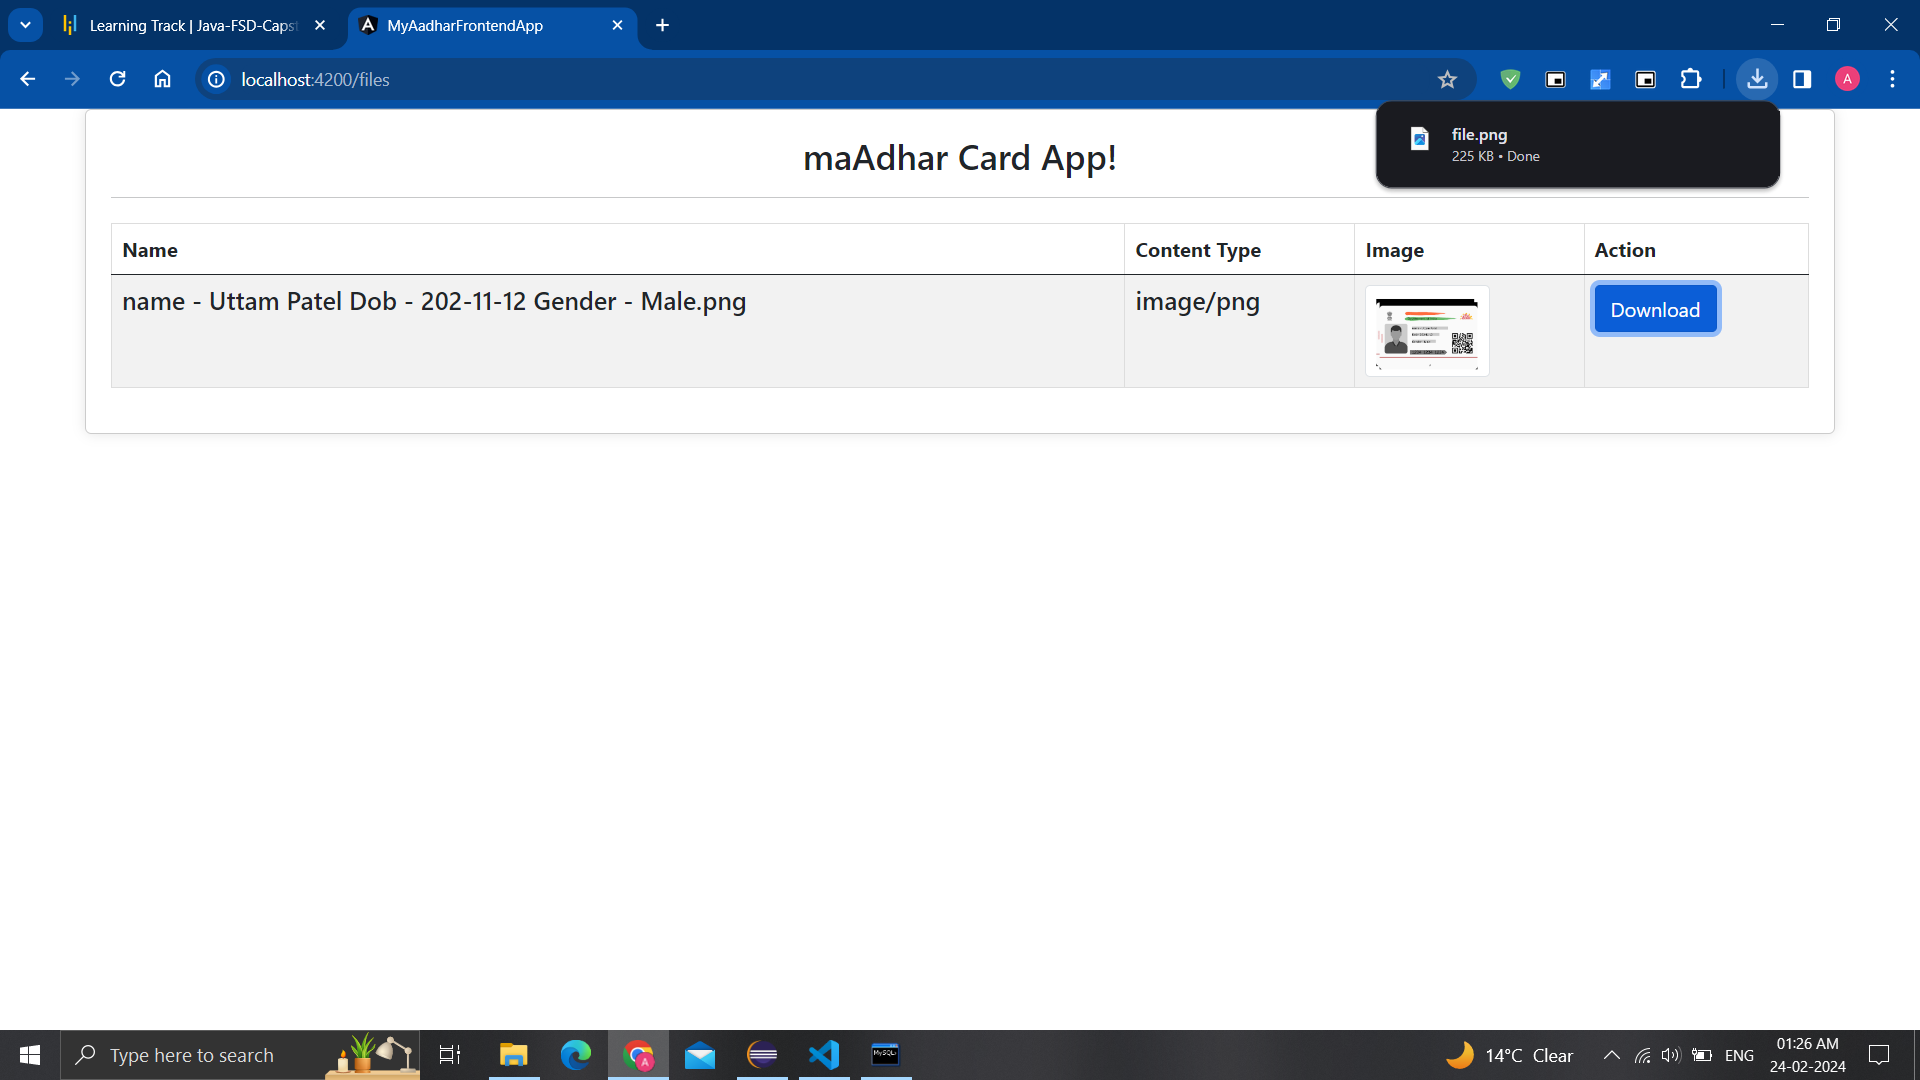 Learning Track | Java-FSD-Capst
MyAadharFrontendApp
localhost:4200/files
A
file.png
225 KB • Done
maAdhar Card App!
Name
Content Type
Image
Action
name - Uttam Patel Dob - 202-11-12 Gender - Male.png
image/png
Download
Type here to search
14°C Clear
ENG
01:26 AM
24-02-2024